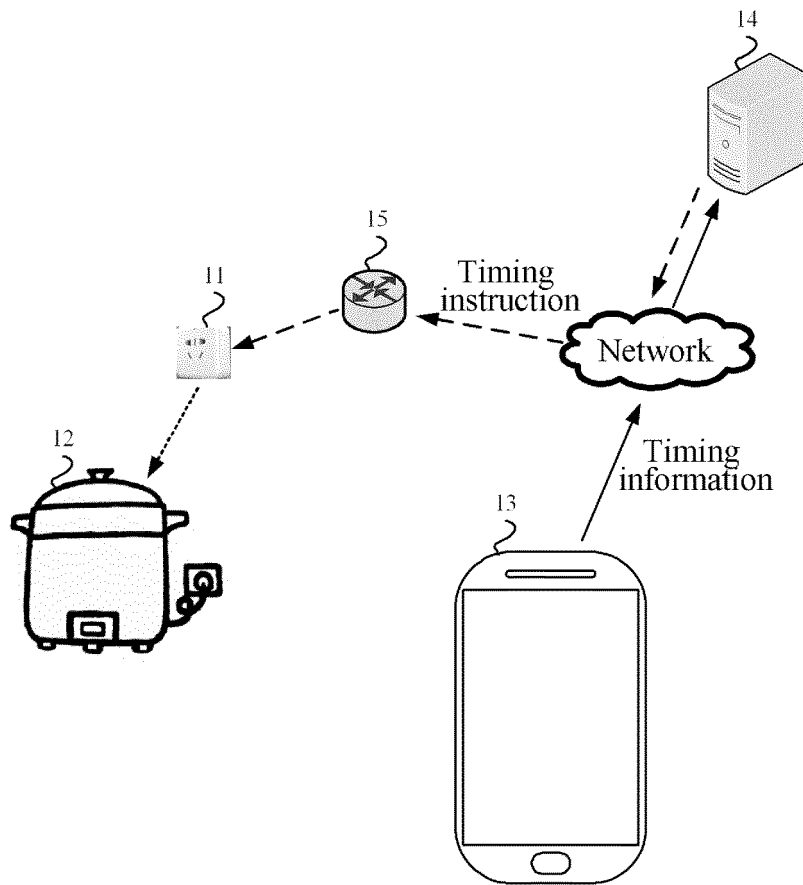 14
15
Timing
instruction
11
Network
12
Timing
information
13